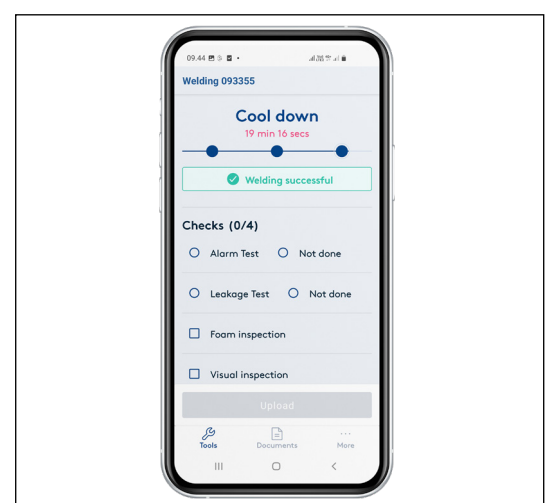 09.44
Welding 093355
Cool down
19 min 16 secs
Welding successful
Checks (0/4)
Alarm Test Not done
Leakage Test Not done
Foam inspection
Visual inspection
Upload
Tools Documents More